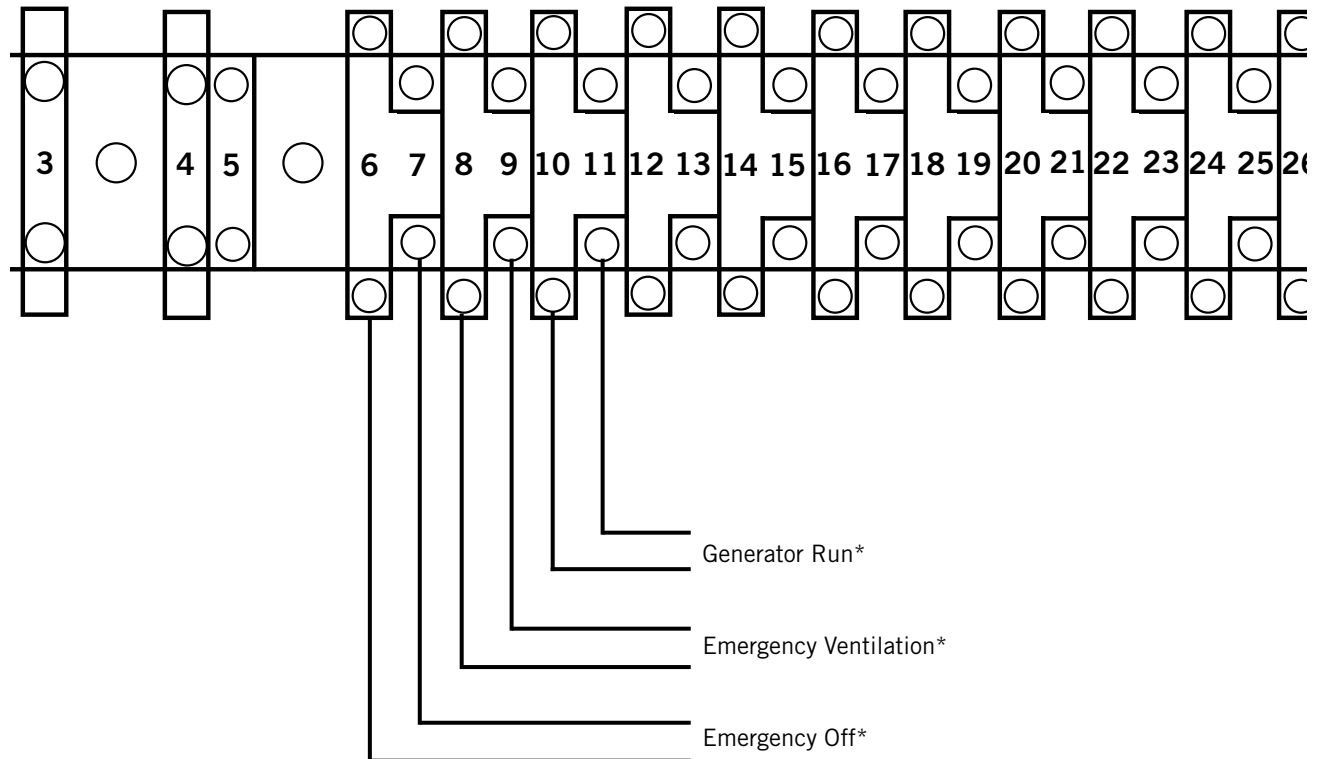 3 4 5 6 7 8 9 10 11 12 13 14 15 16 17 18 19 20 21 22 23 24 25 26
Generator Run*
Emergency Ventilation*
Emergency Off*